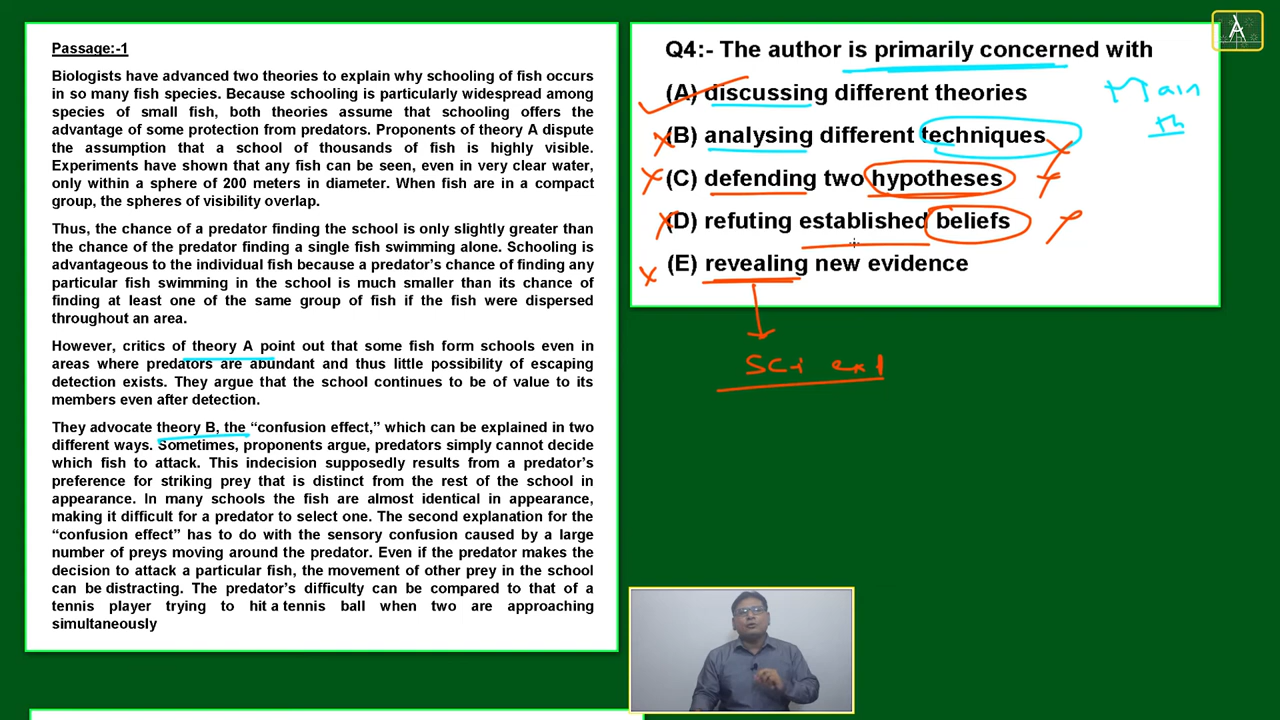 Passage:-1
Biologists have advanced two theories to explain why schooling of fish occurs
in so many fish species. Because schooling is particularly widespread among
species of small fish, both theories assume that schooling offers the
advantage of some protection from predators. Proponents of theory A dispute
the assumption that a school of thousands of fish is highly visible.
Experiments have shown that any fish can be seen, even in very clear water,
only within a sphere of 200 meters in diameter. When fish are in a compact
group, the spheres of visibility overlap.
Thus, the chance of a predator finding the school is only slightly greater than
the chance of the predator finding a single fish swimming alone. Schooling is
advantageous to the individual fish because a predator's chance of finding any
particular fish swimming in the school is much smaller than its chance of
finding at least one of the same group of fish if the fish were dispersed
throughout an area.
However, critics of theory A point out that some fish form schools even in
areas where predators are abundant and thus little possibility of escaping
detection exists. They argue that the school continues to be of value to its
members even after detection.
They advocate theory B, the “confusion effect,” which can be explained in two
different ways. Sometimes, proponents argue, predators simply cannot decide
which fish to attack. This indecision supposedly results from a predator's
preference for striking prey that is distinct from the rest of the school in
appearance. In many schools the fish are almost identical in appearance,
making it difficult for a predator to select one. The second explanation for the
“confusion effect” has to do with the sensory confusion caused by a large
number of preys moving around the predator. Even if the predator makes the
decision to attack a particular fish, the movement of other prey in the school
can be distracting. The predator's difficulty can be compared to that of a
tennis player trying to hit a tennis ball when two are approaching
simultaneously
Q4:- The author is primarily concerned with
(A) discussing different theories
(B) analysing different techniques
(C) defending two hypotheses
(D) refuting established beliefs
(E) revealing new evidence
Main
th
Sci ext
A